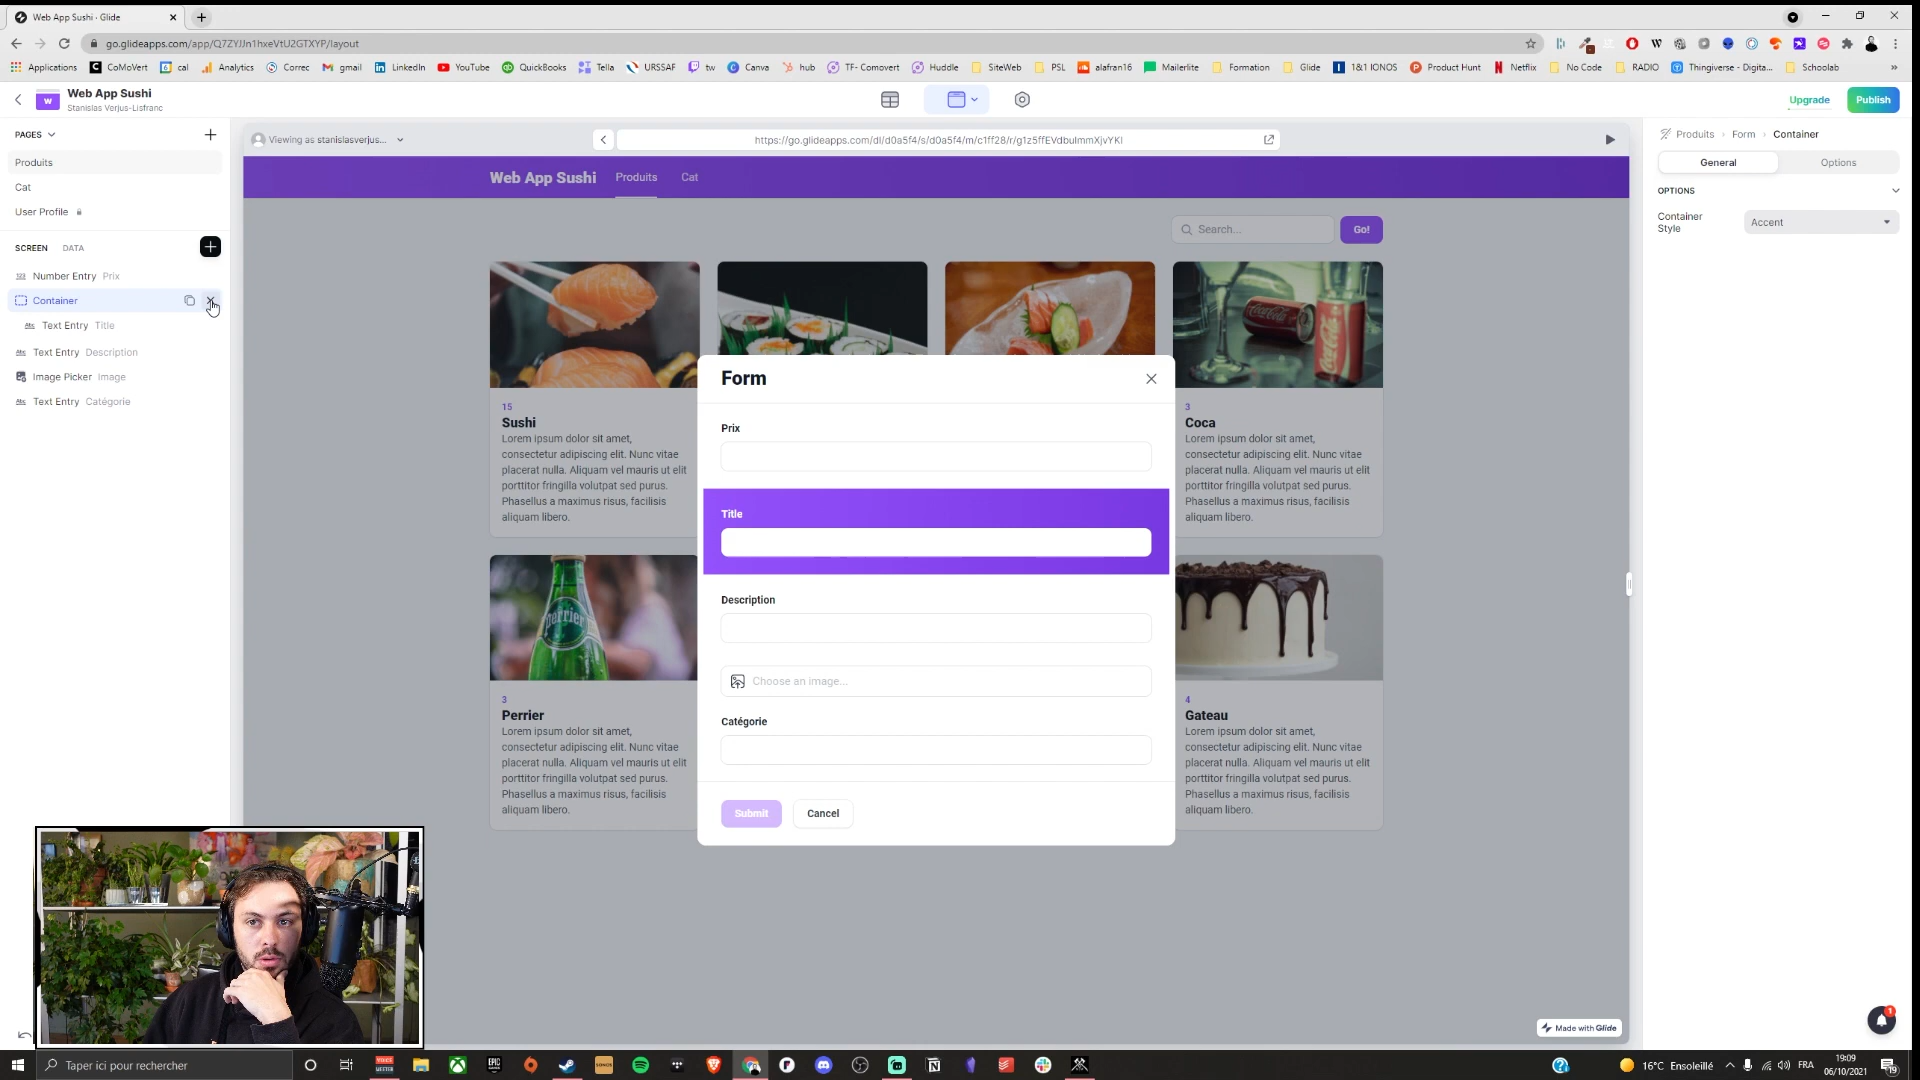 Web App Sushi · Glide
go.glideapps.com/app/Q7ZYJJn1hxeVtU2GTXYP/layout
Applications
CoMoVert
cal
Analytics
Correc
gmail
LinkedIn
YouTube
QuickBooks
Tella
URSSAF
tw
Canva
hub
TF- Comovert
Huddle
SiteWeb
PSL
alafran16
Mailerlite
Formation
Glide
1&1 IONOS
Product Hunt
Netflix
No Code
RADIO
Thingiverse - Digita...
Schoolab
W
Web App Sushi
Stanislas Verjus-Lisfranc
Upgrade
Publish
PAGES
Produits
Cat
User Profile
SCREEN
DATA
Number Entry Prix
Container
Text Entry Title
Text Entry Description
Image Picker Image
Text Entry Catégorie
Viewing as stanislasverjus...
https://go.glideapps.com/dl/d0a5f4/s/d0a5f4/m/c1ff28/r/g1z5ffEVdbulmmXjvYKl
Web App Sushi
Produits
Cat
Search...
Go!
15
Sushi
Lorem ipsum dolor sit amet,
consectetur adipiscing elit. Nunc vitae
placerat nulla. Aliquam vel mauris ut elit
porttitor fringilla volutpat sed purus.
Phasellus a maximus risus, facilisis
aliquam libero.
3
Coca
Lorem ipsum dolor sit amet,
consectetur adipiscing elit. Nunc vitae
placerat nulla. Aliquam vel mauris ut elit
porttitor fringilla volutpat sed purus.
Phasellus a maximus risus, facilisis
aliquam libero.
Coca-Cola
Perrier
3
Perrier
Lorem ipsum dolor sit amet,
consectetur adipiscing elit. Nunc vitae
placerat nulla. Aliquam vel mauris ut elit
porttitor fringilla volutpat sed purus.
Phasellus a maximus risus, facilisis
aliquam libero.
4
Gateau
Lorem ipsum dolor sit amet,
consectetur adipiscing elit. Nunc vitae
placerat nulla. Aliquam vel mauris ut elit
porttitor fringilla volutpat sed purus.
Phasellus a maximus risus, facilisis
aliquam libero.
Form
Prix
Title
Description
Choose an image...
Catégorie
Submit
Cancel
Made with Glide
Produits
Form
Container
General
Options
OPTIONS
Container
Style
Accent
Taper ici pour rechercher
16°C Ensoleillé
FRA
19:09
06/10/2021